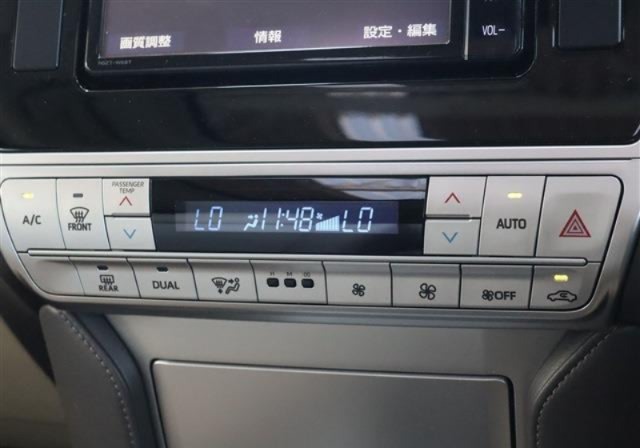 画質調整 情報 設定・編集 VOL−
A/C FRONT PASSENGER TEMP LO 11:48 LO AUTO
REAR DUAL OFF